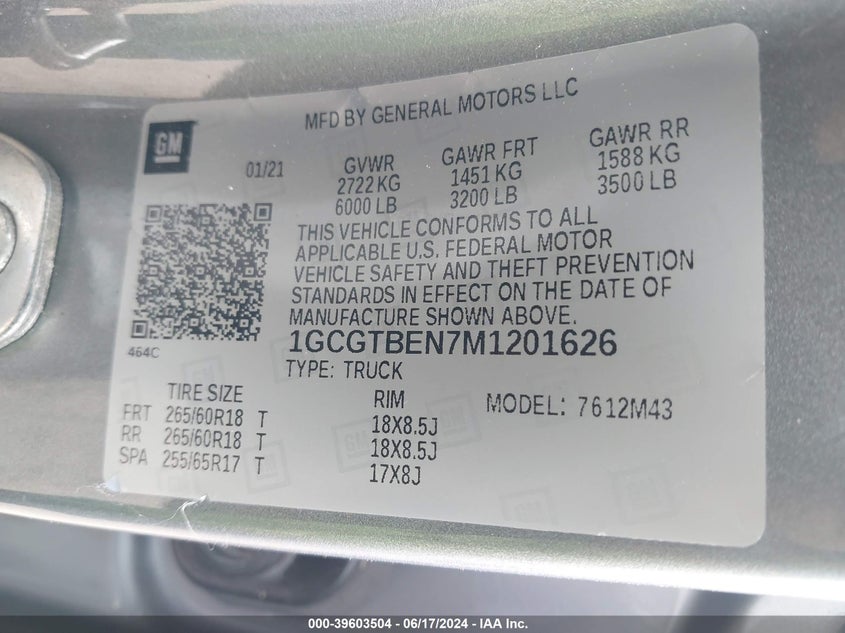 MFD BY GENERAL MOTORS LLC
GM
01/21
GVWR GAWR FRT GAWR RR
2722 KG 1451 KG 1588 KG
6000 LB 3200 LB 3500 LB
THIS VEHICLE CONFORMS TO ALL
APPLICABLE U.S. FEDERAL MOTOR
VEHICLE SAFETY AND THEFT PREVENTION
STANDARDS IN EFFECT ON THE DATE OF
MANUFACTURE SHOWN ABOVE.
464C
1GCGTBEN7M1201626
TYPE: TRUCK
TIRE SIZE RIM MODEL: 7612M43
FRT 265/60R18 T 18X8.5J
RR 265/60R18 T 18X8.5J
SPA 255/65R17 T 17X8J
000-39603504 - 06/17/2024 - IAA Inc.